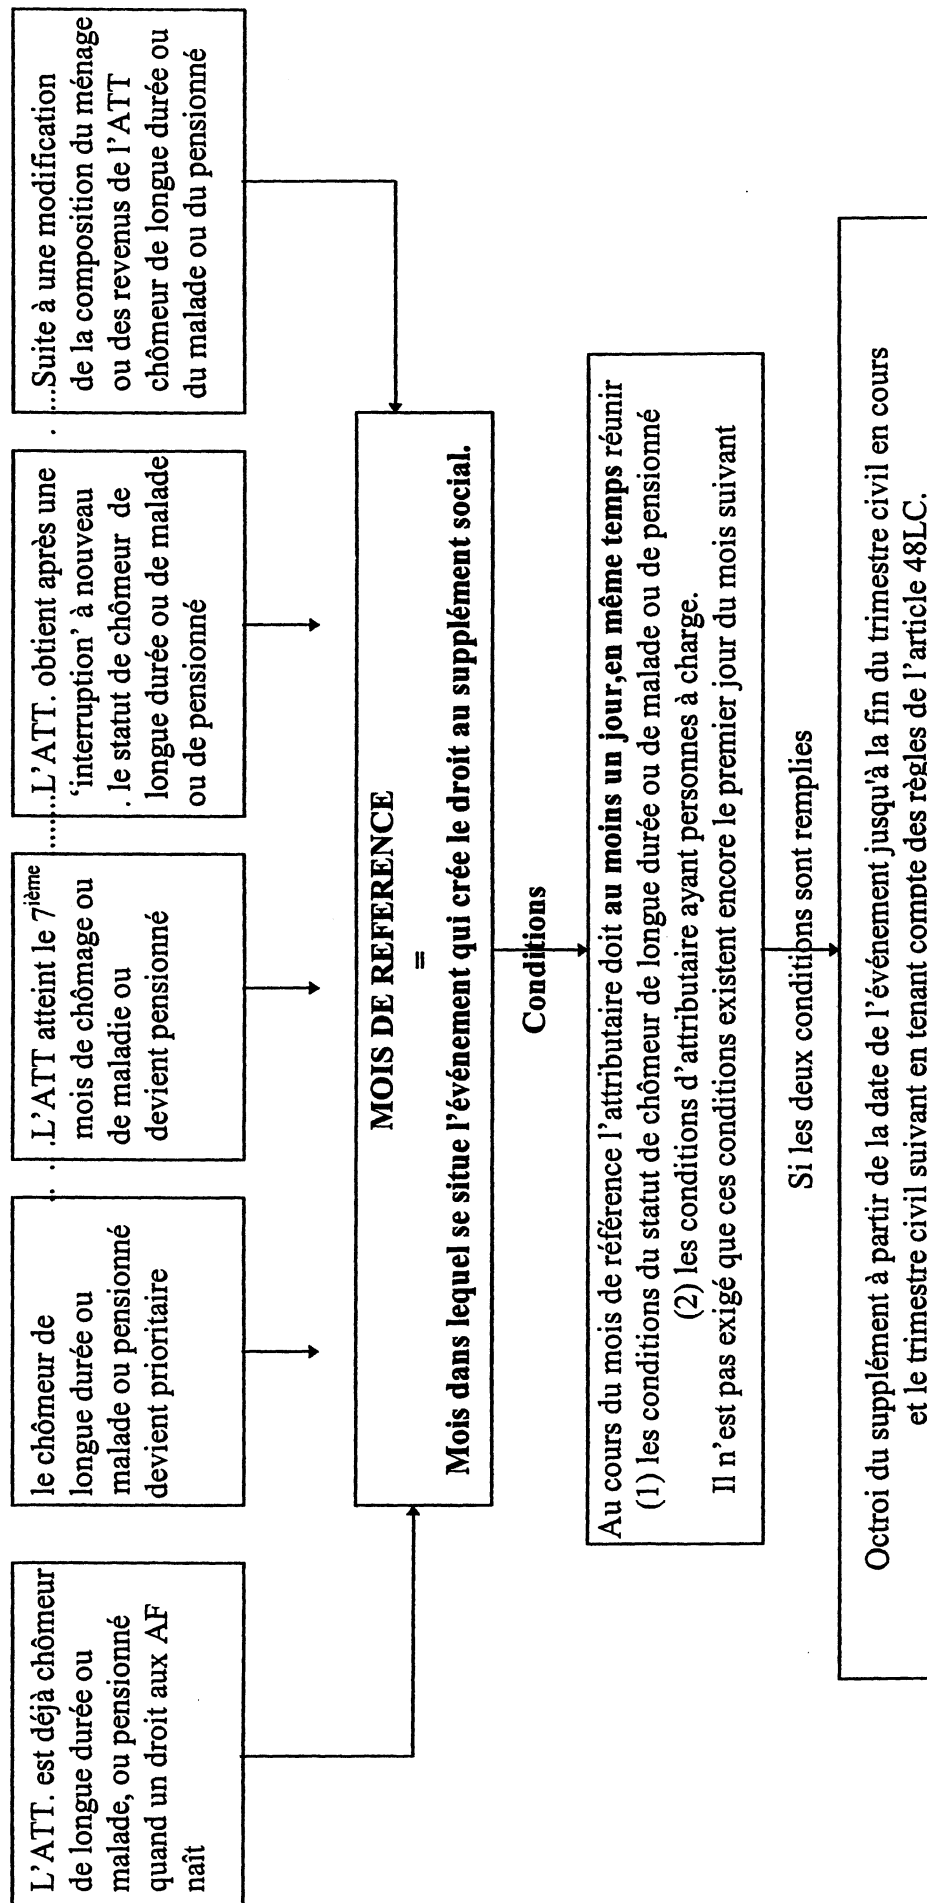 L'ATT. est déjà chômeur
de longue durée ou
malade, ou pensionné
quand un droit aux AF
naît
le chômeur de
longue durée ou
malade ou pensionné
devient prioritaire
.. . .L'ATT atteint le 7ième
mois de chômage ou
de maladie ou
devient pensionné
.......L'ATT. obtient après une
‘interruption’ à nouveau
. le statut de chômeur de
longue durée ou de malade
ou de pensionné
. ....Suite à une modification
de la composition du ménage
ou des revenus de l'ATT
chômeur de longue durée ou
du malade ou du pensionné
MOIS DE REFERENCE
=
Mois dans lequel se situe l'événement qui crée le droit au supplément social.
Conditions
Au cours du mois de référence l'attributaire doit au moins un jour,en même temps réunir
(1) les conditions du statut de chômeur de longue durée ou de malade ou de pensionné
(2) les conditions d'attributaire ayant personnes à charge.
Il n'est pas exigé que ces conditions existent encore le premier jour du mois suivant
Si les deux conditions sont remplies
Octroi du supplément à partir de la date de l'événement jusqu'à la fin du trimestre civil en cours
et le trimestre civil suivant en tenant compte des règles de l'article 48LC.